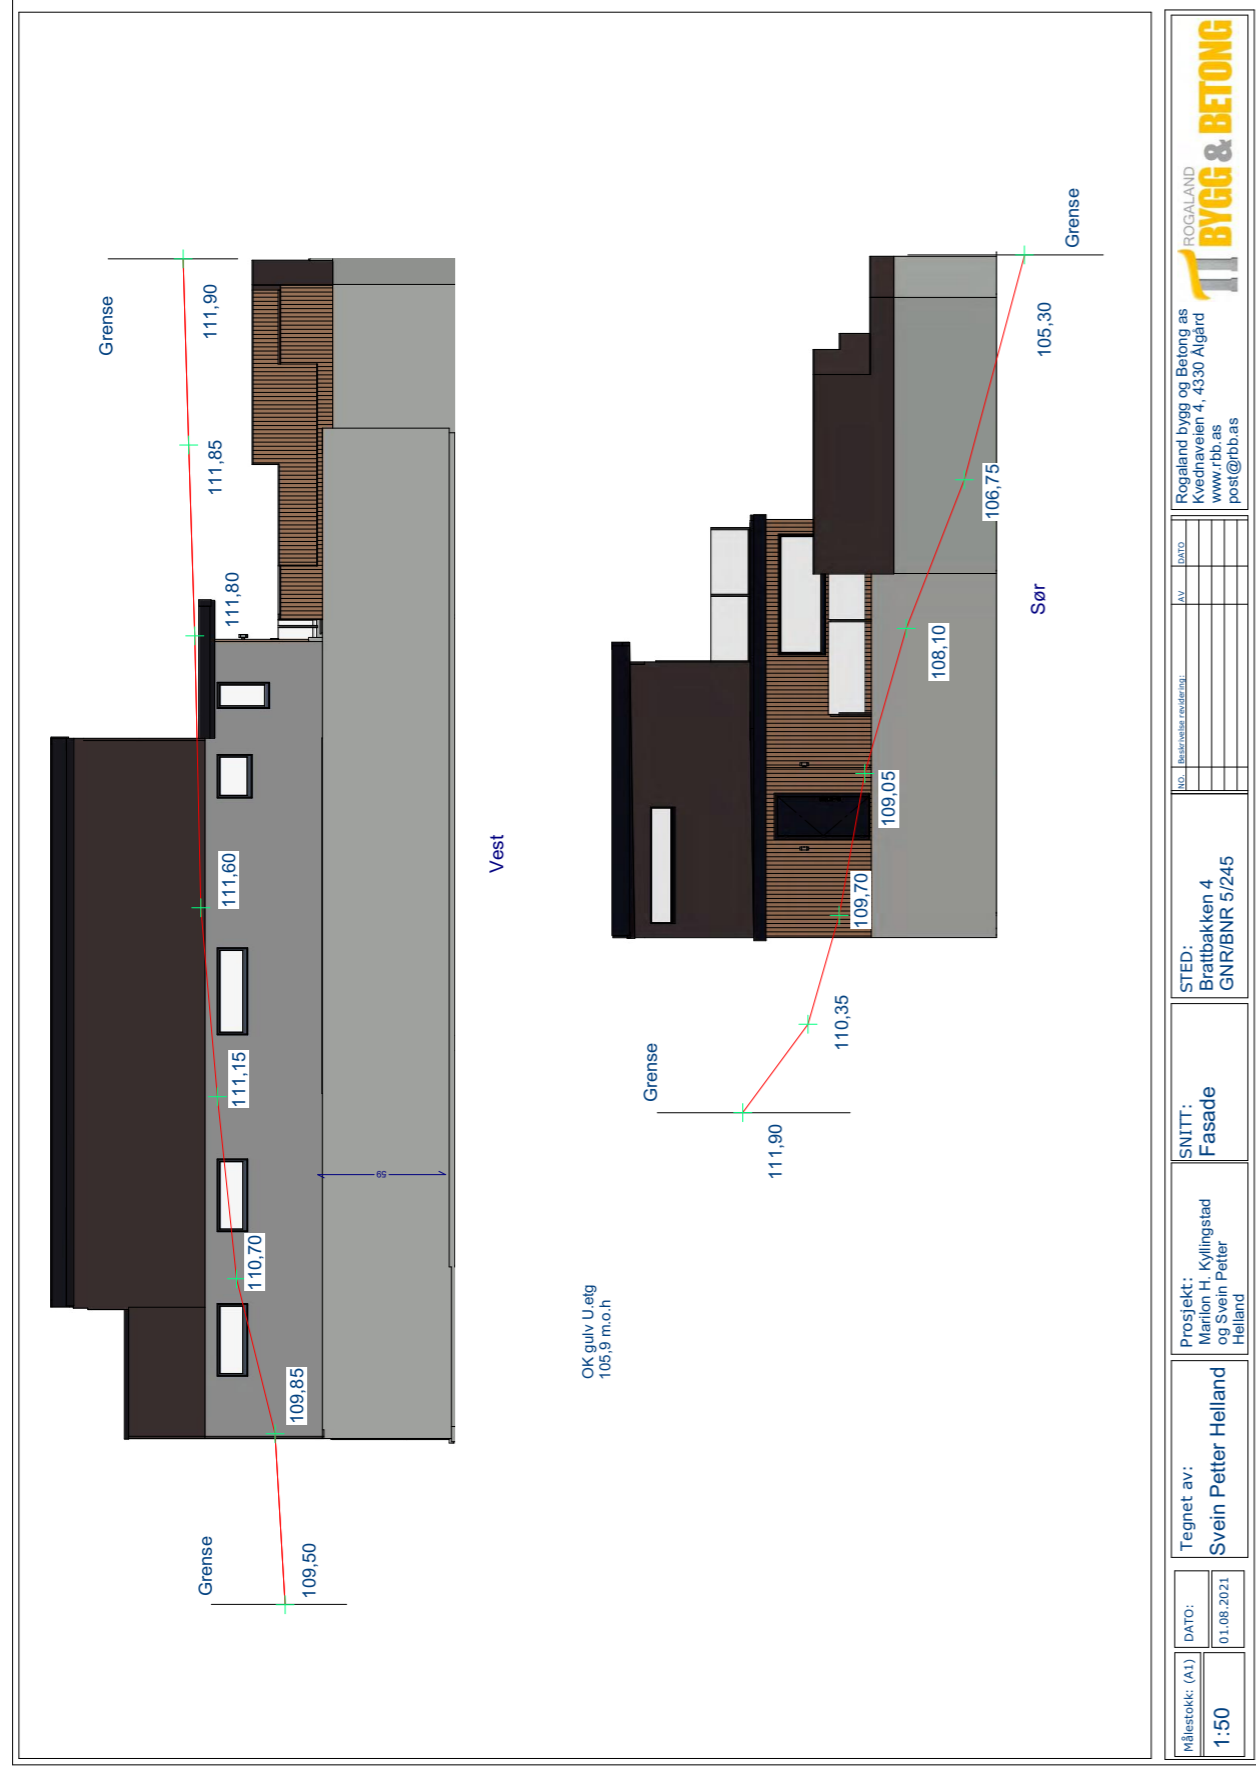 Grense
109,50
109,85
110,70
111,15
111,60
111,80
111,85
111,90
Grense
Vest
OK gulv U.etg
105,9 m.o.h
Grense
111,90
110,35
109,70
109,05
108,10
106,75
105,30
Grense
Sør
Målestokk: (A1)
1:50
DATO:
01.08.2021
Tegnet av:
Svein Petter Helland
Prosjekt:
Marilon H. Kyllingstad
og Svein Petter
Helland
SNITT:
Fasade
STED:
Brattbakken 4
GNR/BNR 5/245
NO. Beskrivelse revidering: AV DATO
Rogaland bygg og Betong as
Kvednaveien 4, 4330 Ålgård
www.rbb.as
post@rbb.as
ROGALAND
BYGG & BETONG